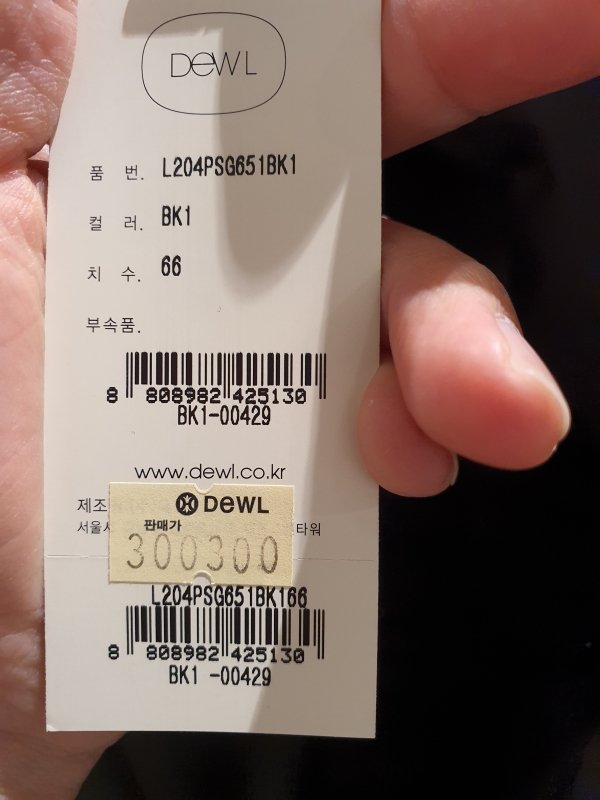 DeWL
품 번. L204PSG651BK1
컬 러. BK1
치 수. 66
부속품.
8 808982 425130
BK1-00429
www.dewl.co.kr
제조
DeWL
서울시 타워
판매가
300300
L204PSG651BK166
8 808982 425130
BK1 -00429